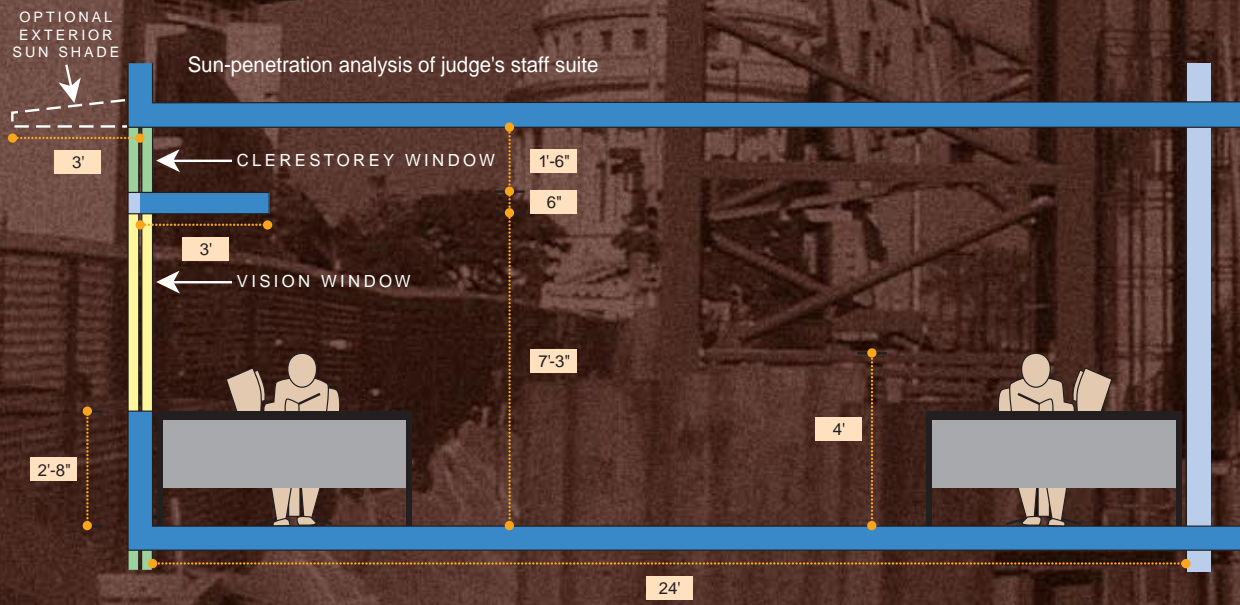 OPTIONAL
EXTERIOR
SUN SHADE
Sun-penetration analysis of judge's staff suite
3'
CLERESTOREY WINDOW
1'-6"
6"
3'
VISION WINDOW
7'-3"
4'
2'-8"
24'